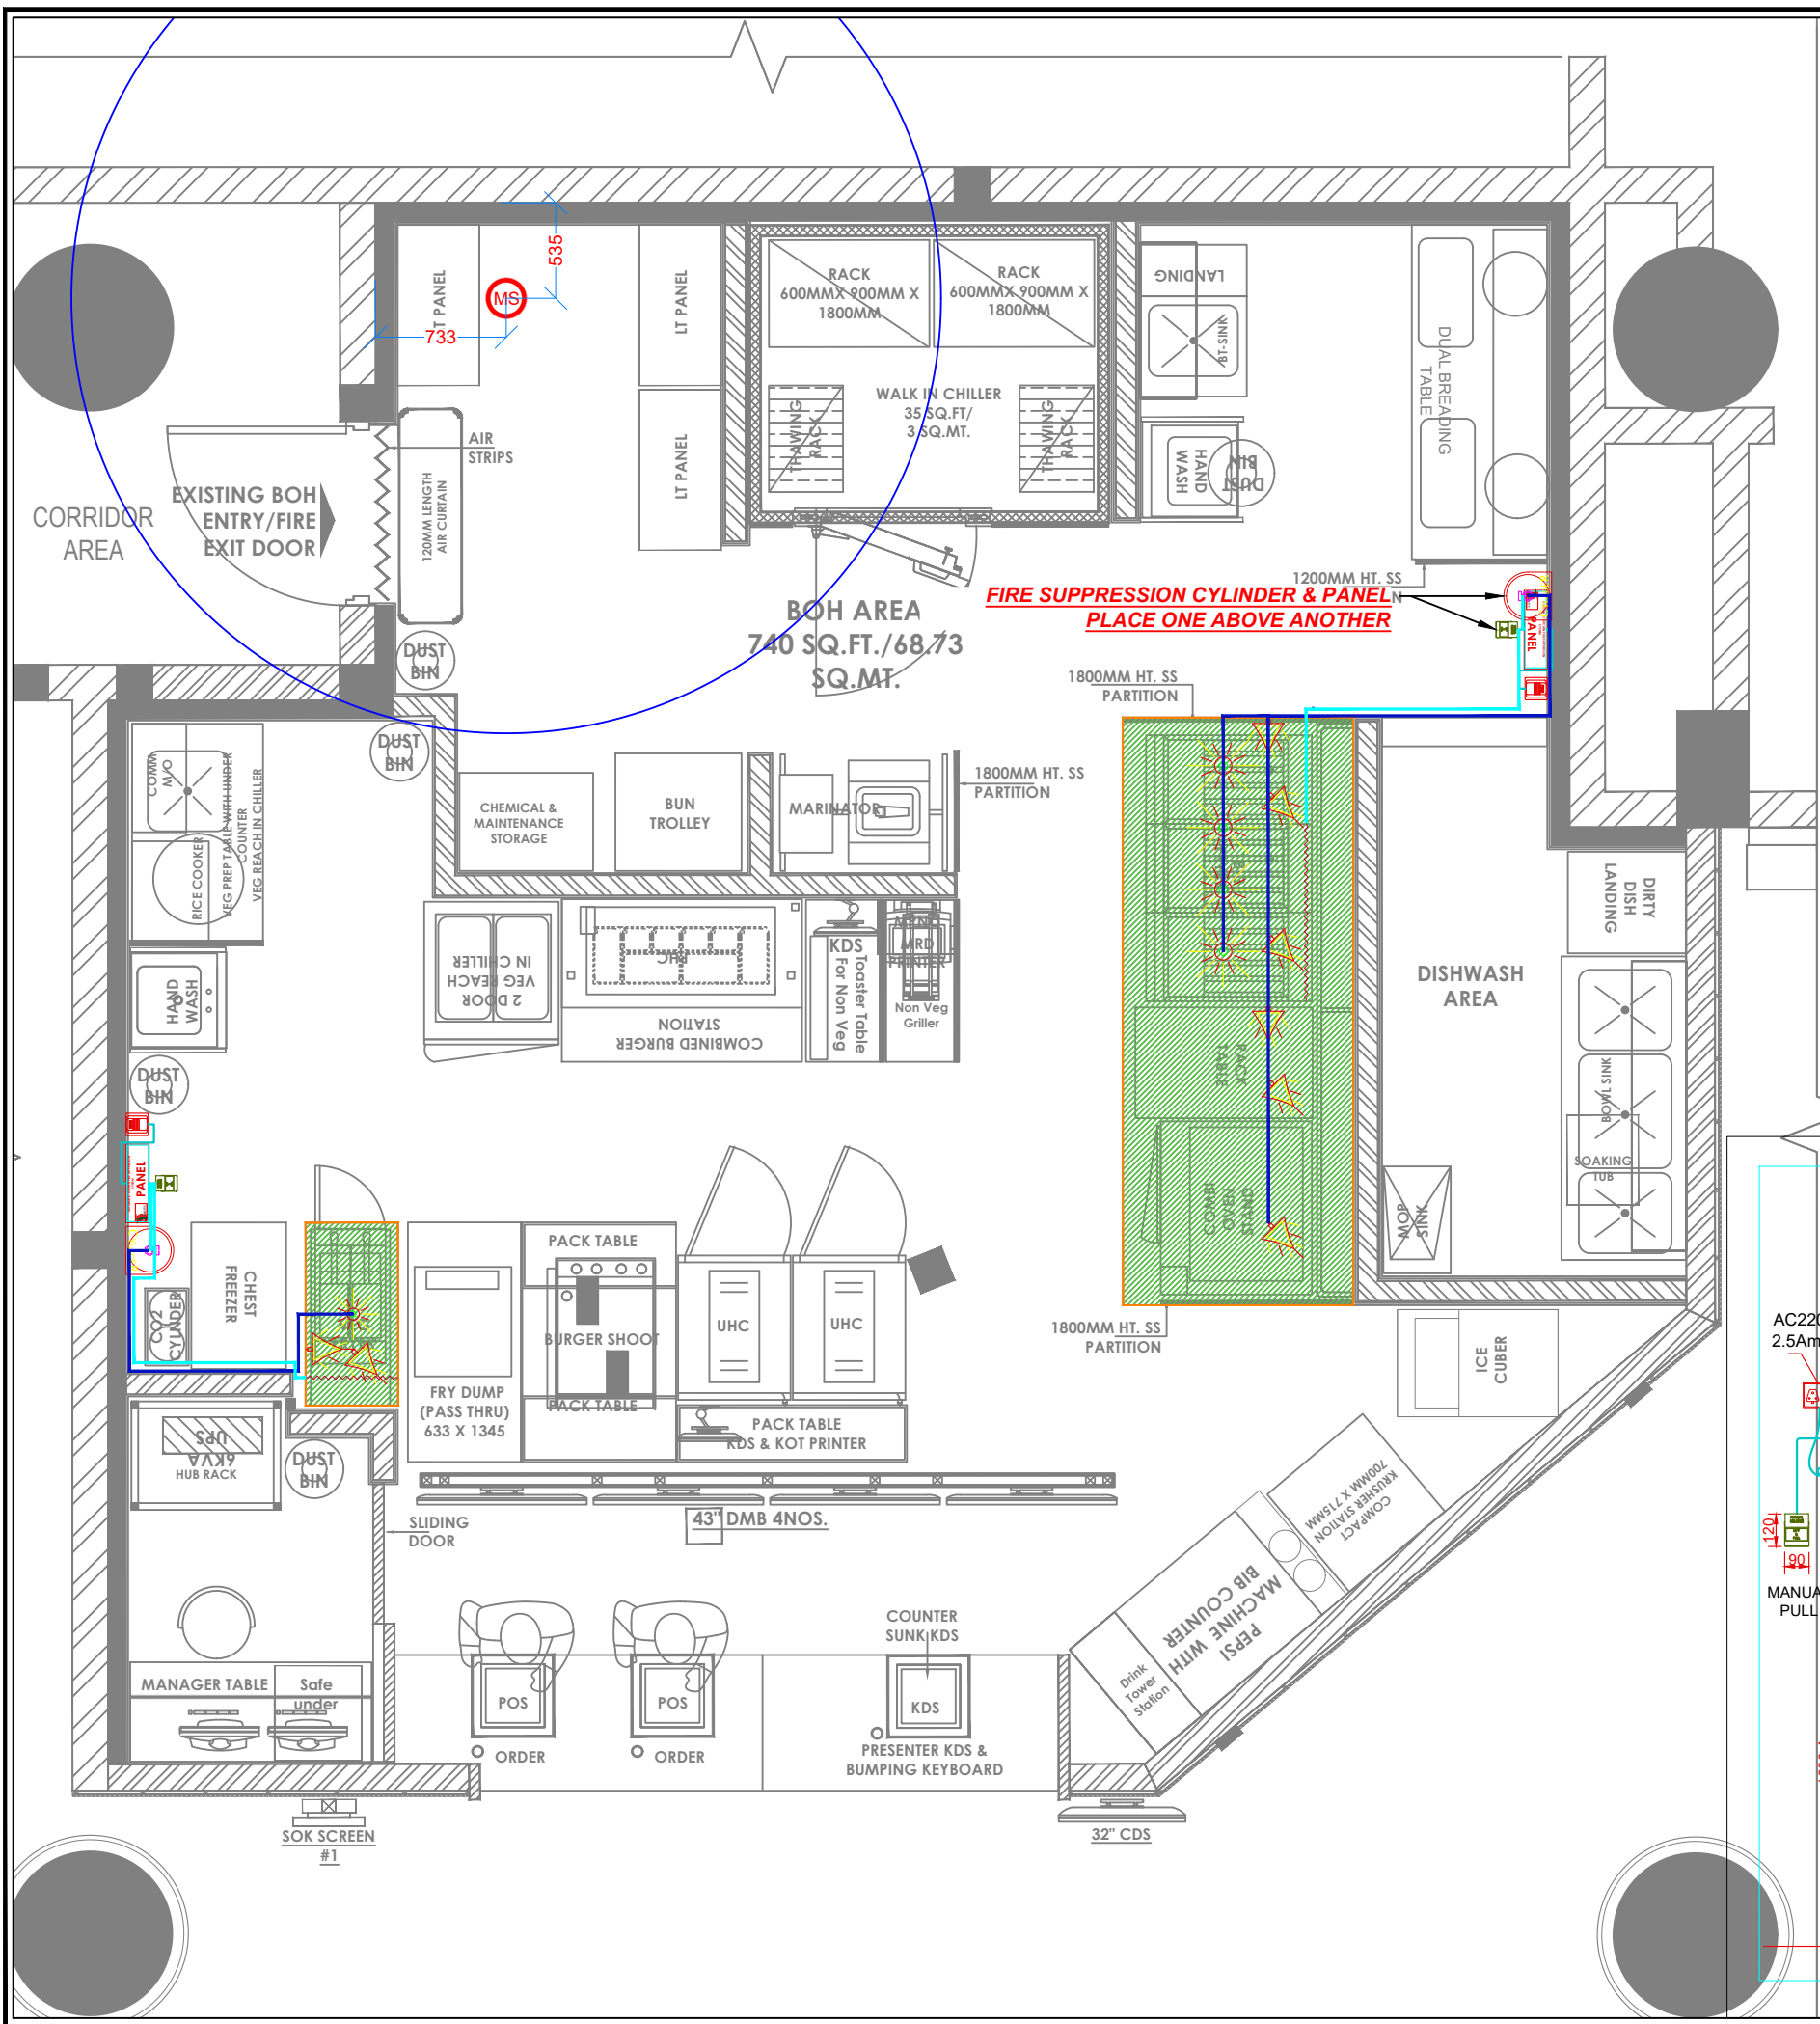 535
733
MS
LT PANEL
LT PANEL
LT PANEL
RACK
600MMX 900MM X
1800MM
RACK
600MMX 900MM X
1800MM
THAWING
RACK
WALK IN CHILLER
35 SQ.FT/
3 SQ.MT.
THAWING
RACK
LANDING
BT-SINK
HAND
WASH
DUST
BIN
DUAL BREADING
TABLE
AIR
STRIPS
120MM LENGTH
AIR CURTAIN
EXISTING BOH
ENTRY/FIRE
EXIT DOOR
CORRIDOR
AREA
1200MM HT. SS
FIRE SUPPRESSION CYLINDER & PANEL
PLACE ONE ABOVE ANOTHER
PANEL
BOH AREA
740 SQ.FT./68.73
SQ.MT.
DUST
BIN
1800MM HT. SS
PARTITION
DUST
BIN
COMM
M/O
RICE COOKER
VEG PREP TABLE WITH UNDER
COUNTER
VEG REACH IN CHILLER
CHEMICAL &
MAINTENANCE
STORAGE
BUN
TROLLEY
MARINATOR
1800MM HT. SS
PARTITION
DIRTY
DISH
LANDING
HAND
WASH
2 DOOR
VEG REACH
IN CHILLER
PHC
COMBINED BURGER
STATION
KDS
Toaster Table
For Non Veg
MRD
PRINTER
Non Veg
Griller
DISHWASH
AREA
RACK
TABLE
BOWL SINK
SOAKING
TUB
DUST
BIN
PANEL
COMBI
OVEN
STAND
MOP
SINK
CHEST
FREEZER
CO2
CYLINDER
PACK TABLE
BURGER SHOOT
PACK TABLE
UHC
UHC
FRY DUMP
(PASS THRU)
633 X 1345
PACK TABLE
KDS & KOT PRINTER
1800MM HT. SS
PARTITION
ICE
CUBER
AC220
2.5Am
UPS
6KVA
HUB RACK
DUST
BIN
SLIDING
DOOR
43" DMB 4NOS.
COMPACT
KRUSHER STATION
700MM X 715MM
120
90
MANUA
PULL
PEPSI
MACHINE WITH
BIB COUNTER
Drink
Tower
Station
COUNTER
SUNK KDS
MANAGER TABLE
Safe
under
POS
POS
KDS
ORDER
ORDER
PRESENTER KDS &
BUMPING KEYBOARD
SOK SCREEN
#1
32" CDS